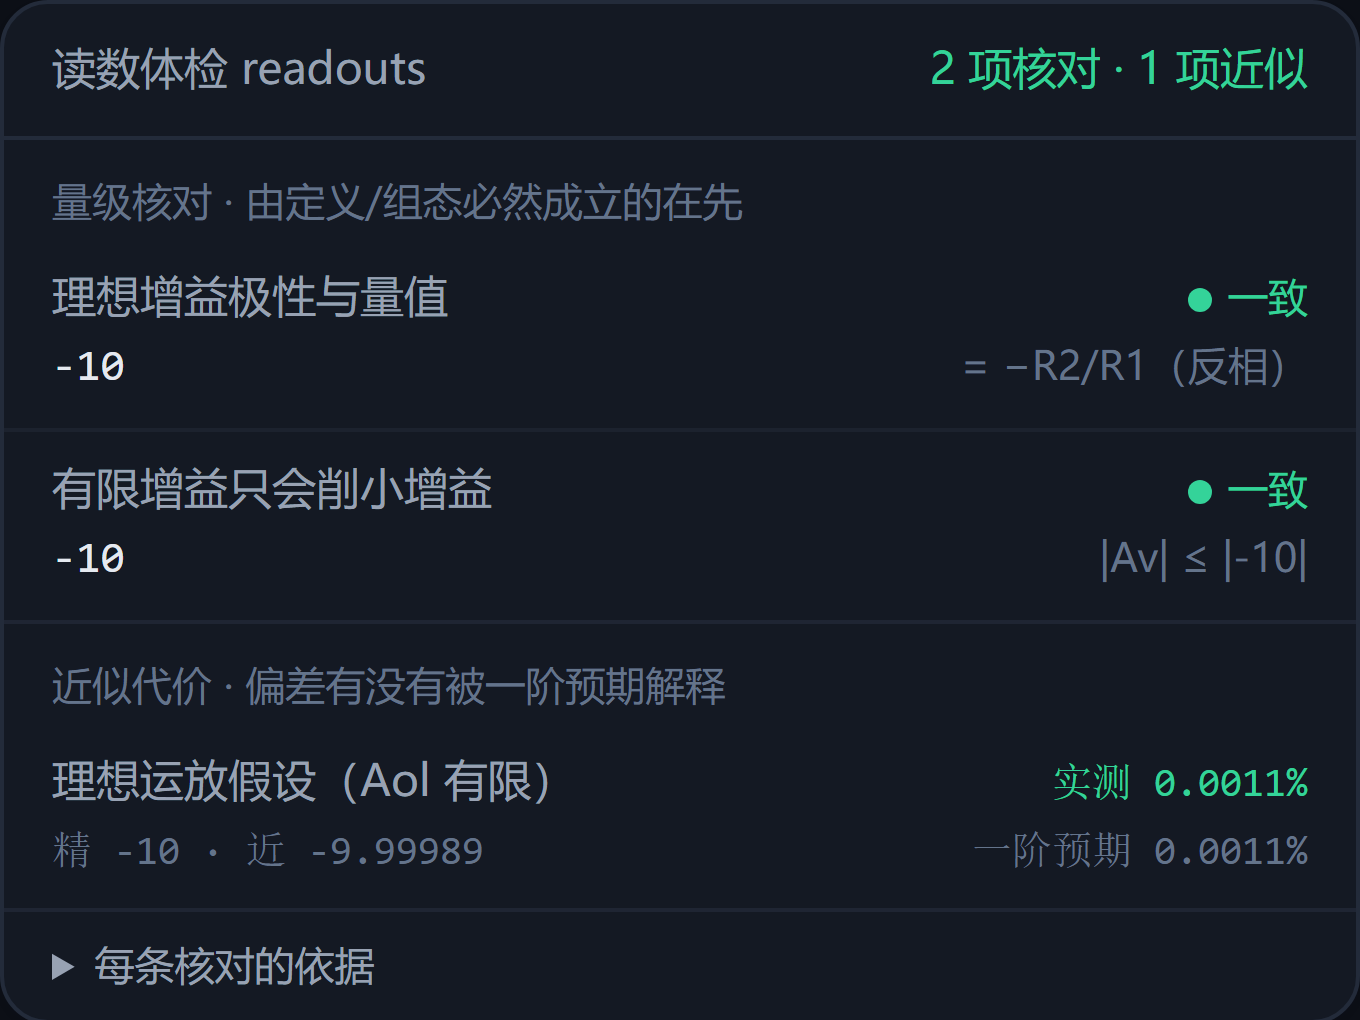 读数体检 readouts
2 项核对 · 1 项近似
量级核对 · 由定义/组态必然成立的在先
理想增益极性与量值
一致
-10
= −R2/R1（反相）
有限增益只会削小增益
一致
-10
|Av| ≤ |-10|
近似代价 · 偏差有没有被一阶预期解释
理想运放假设（Aol 有限）
实测 0.0011%
精 -10 · 近 -9.99989
一阶预期 0.0011%
▶ 每条核对的依据